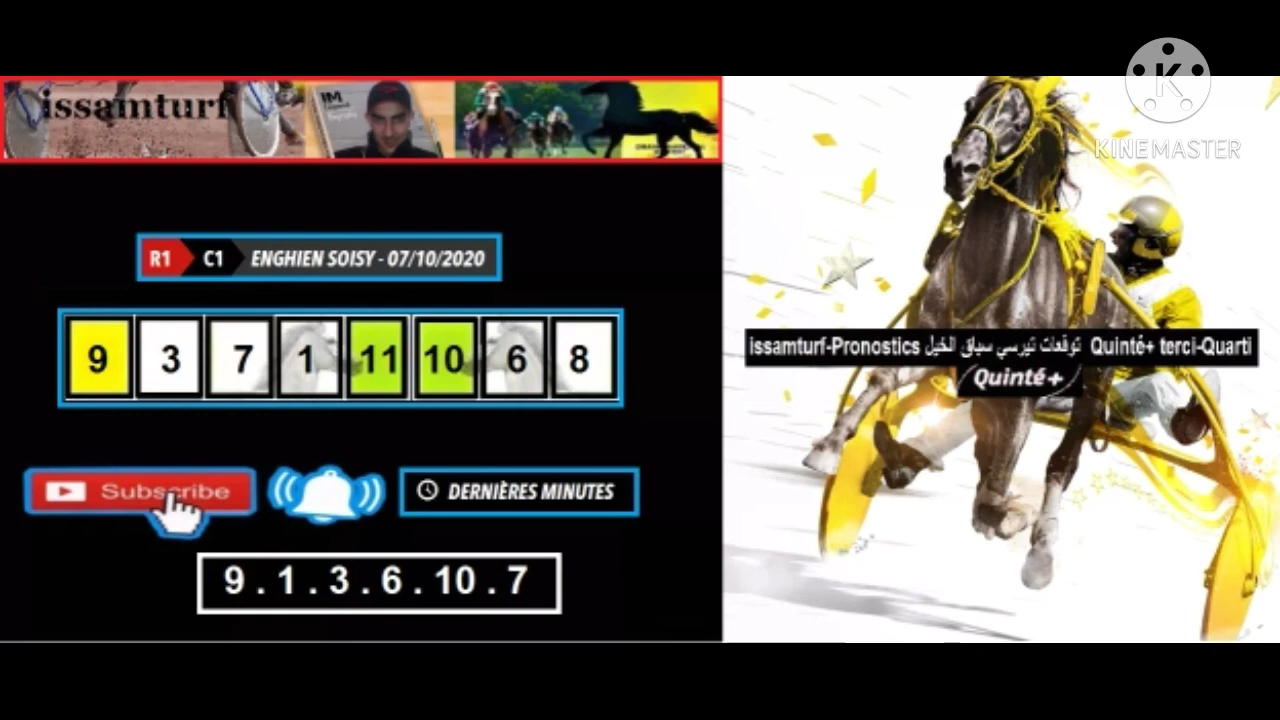 issamturf
R1 C1 ENGHIEN SOISY - 07/10/2020
9 3 7 1 11 10 6 8
Subscribe
DERNIÈRES MINUTES
9 . 1 . 3 . 6 . 10 . 7
K
KINEMASTER
issamturf-Pronostics توقعات تيرسي سباق الخيل Quinté+ terci-Quarti
Quinté+